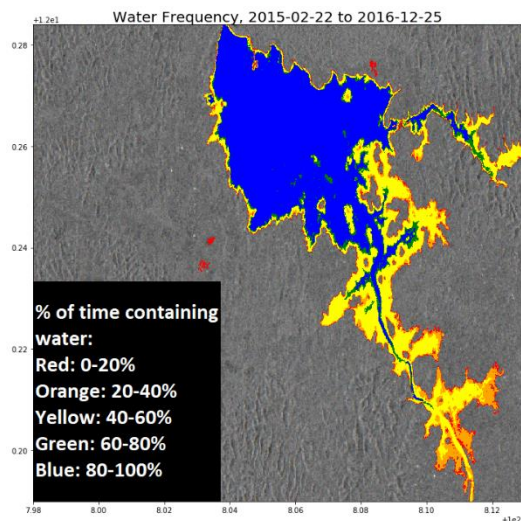 Water Frequency, 2015-02-22 to 2016-12-25
+1.2e1
0.28
0.26
0.24
0.22
0.20
% of time containing
water:
Red: 0-20%
Orange: 20-40%
Yellow: 40-60%
Green: 60-80%
Blue: 80-100%
7.98 8.00 8.02 8.04 8.06 8.08 8.10 8.12